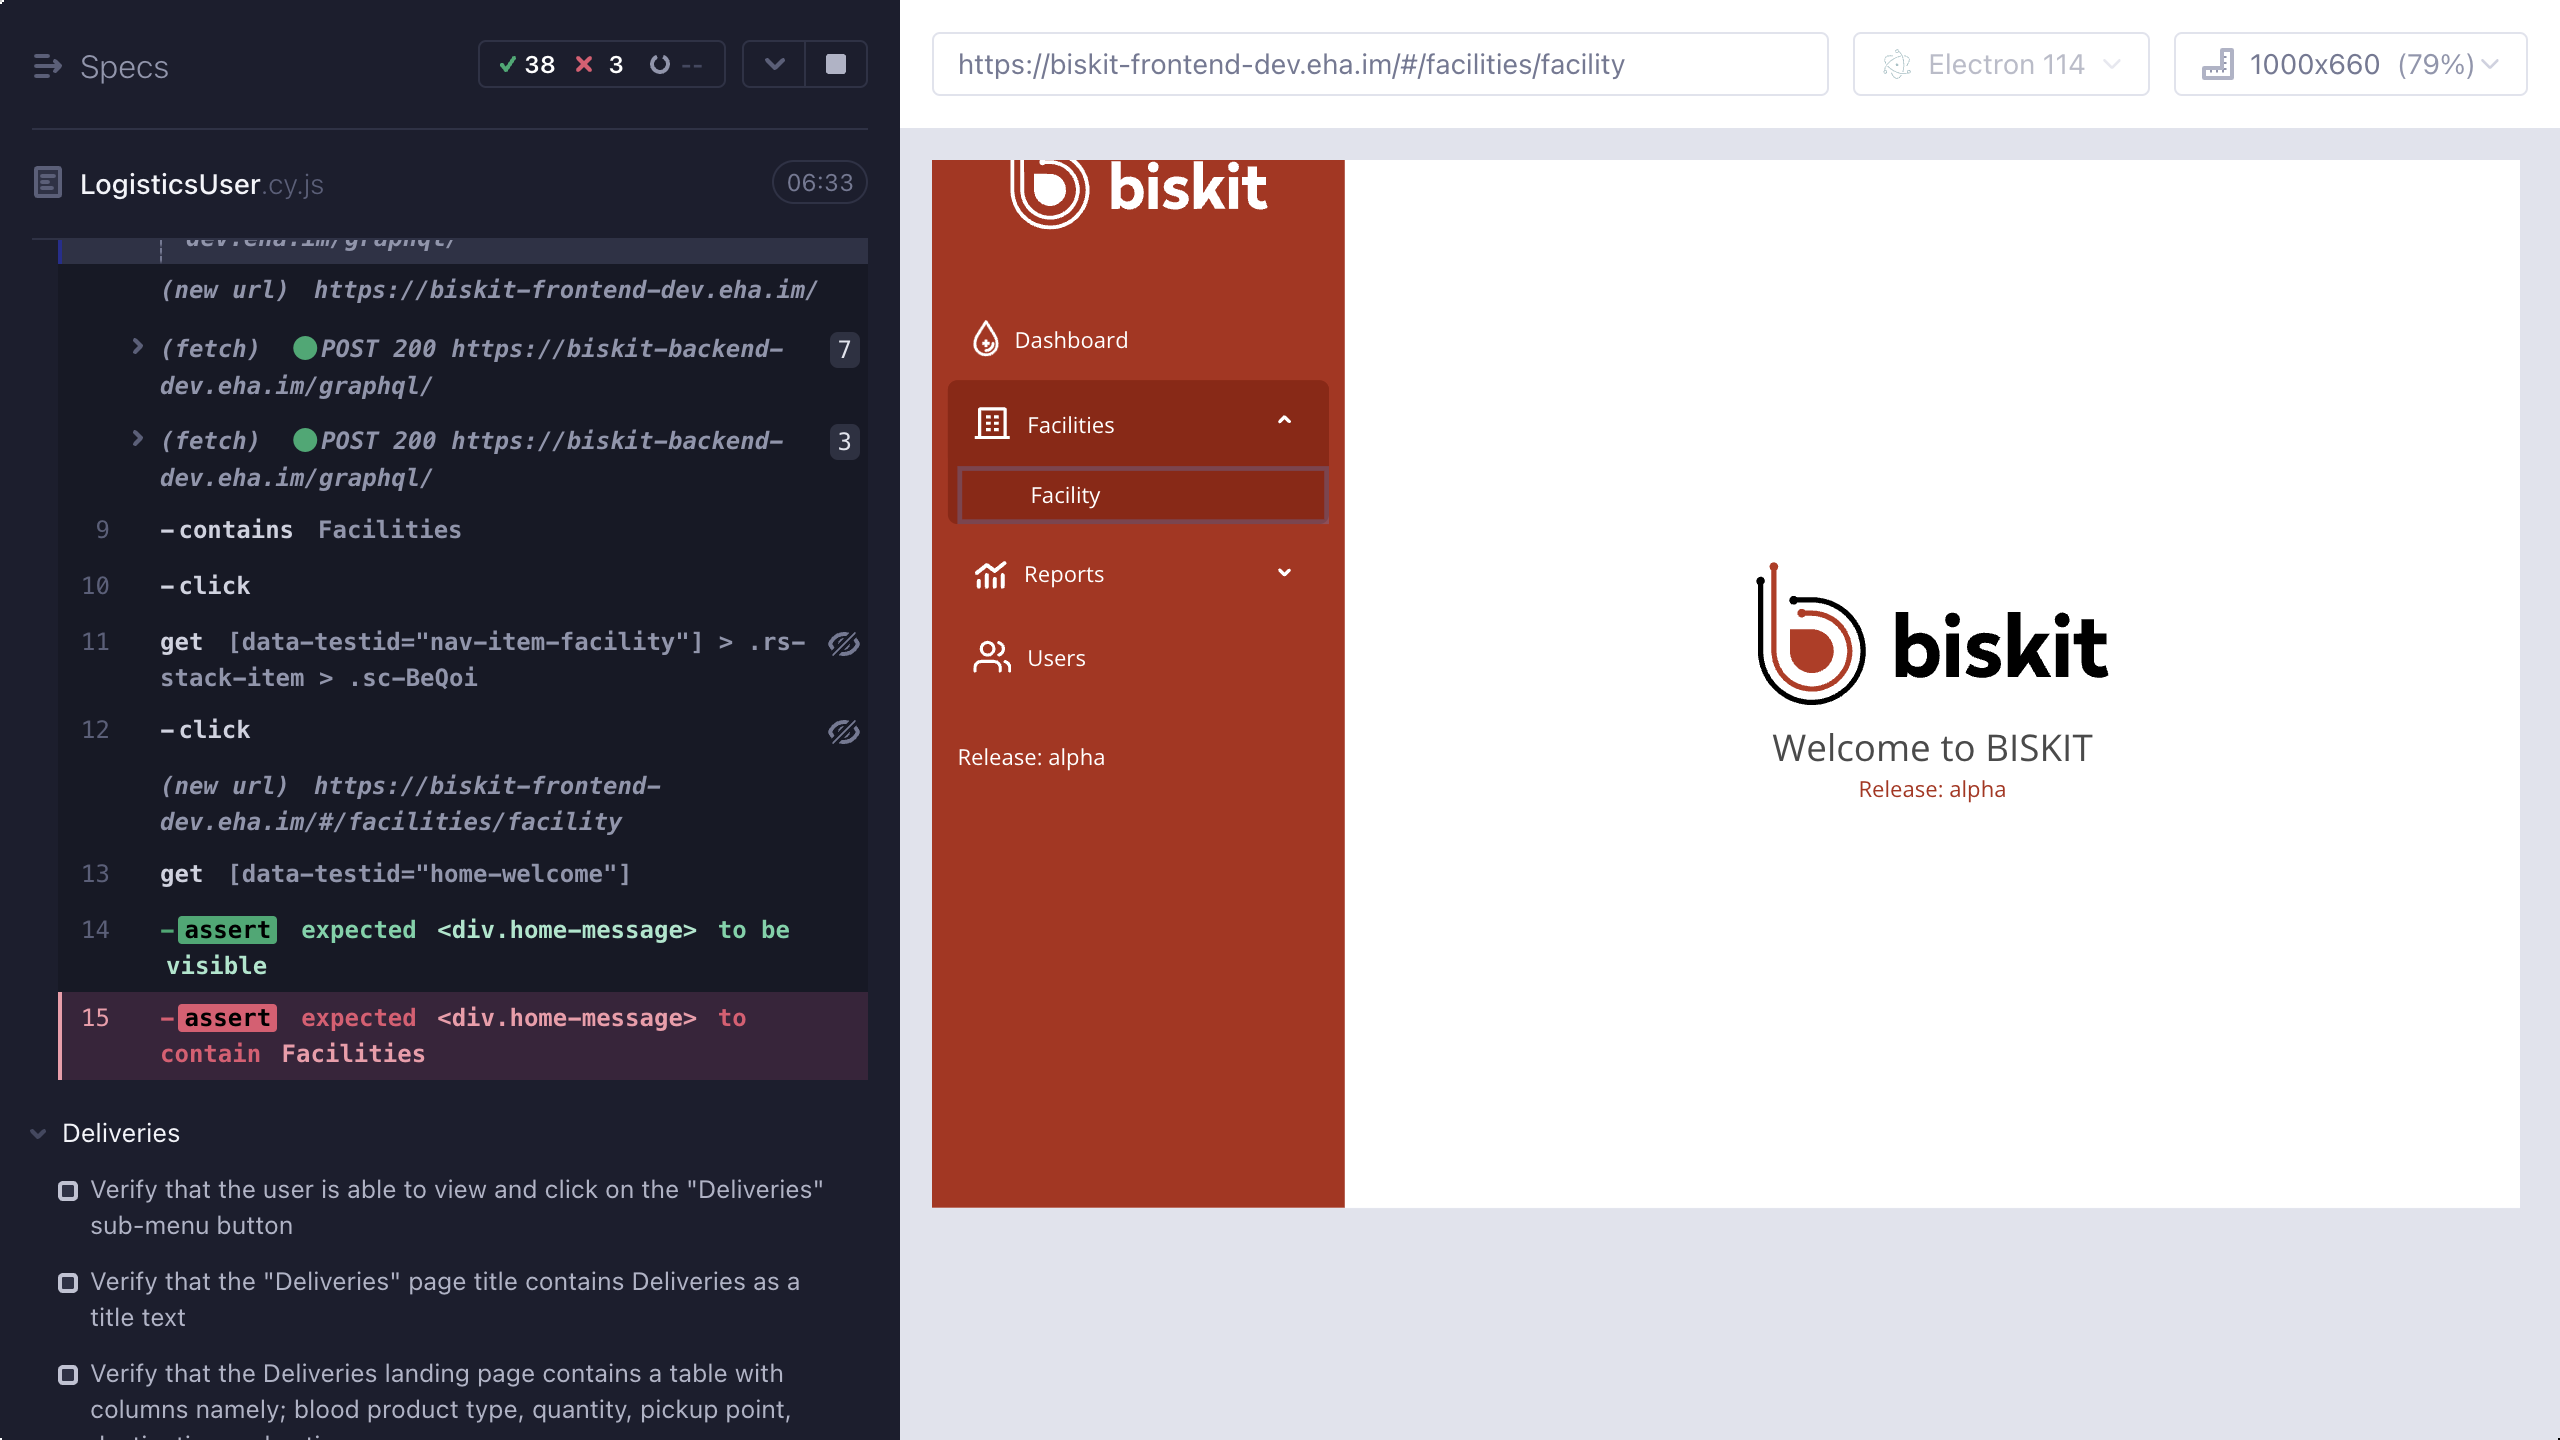 Specs
38 3 --
LogisticsUser.cy.js
06:33
dev.eha.im/graphql/
(new url) https://biskit-frontend-dev.eha.im/
(fetch) POST 200 https://biskit-backend-
dev.eha.im/graphql/
7
(fetch) POST 200 https://biskit-backend-
dev.eha.im/graphql/
3
9 -contains Facilities
10 -click
11 get [data-testid="nav-item-facility"] > .rs-
stack-item > .sc-BeQoi
12 -click
(new url) https://biskit-frontend-
dev.eha.im/#/facilities/facility
13 get [data-testid="home-welcome"]
14 -assert expected <div.home-message> to be
visible
15 -assert expected <div.home-message> to
contain Facilities
Deliveries
Verify that the user is able to view and click on the "Deliveries"
sub-menu button
Verify that the "Deliveries" page title contains Deliveries as a
title text
Verify that the Deliveries landing page contains a table with
columns namely; blood product type, quantity, pickup point,
https://biskit-frontend-dev.eha.im/#/facilities/facility
Electron 114
1000x660 (79%)
biskit
Dashboard
Facilities
Facility
Reports
Users
Release: alpha
biskit
Welcome to BISKIT
Release: alpha